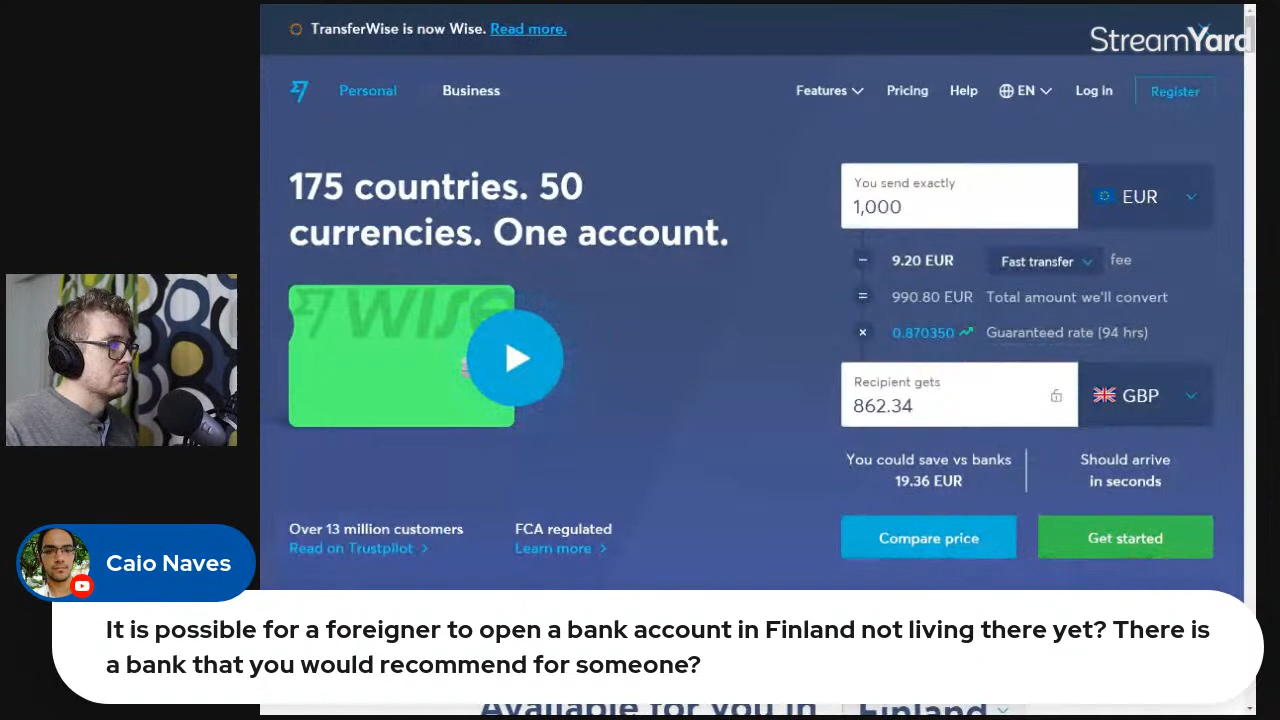 TransferWise is now Wise. Read more.
StreamYard
Personal Business Features Pricing Help EN Log in Register
175 countries. 50
currencies. One account.
You send exactly
1,000 EUR
9.20 EUR Fast transfer fee
990.80 EUR Total amount we'll convert
0.870350 Guaranteed rate (94 hrs)
Recipient gets
862.34 GBP
You could save vs banks
19.36 EUR
Should arrive
in seconds
WISE
Over 13 million customers
Read on Trustpilot
FCA regulated
Learn more
Compare price Get started
Caio Naves
It is possible for a foreigner to open a bank account in Finland not living there yet? There is
a bank that you would recommend for someone?
Available for you in Finland